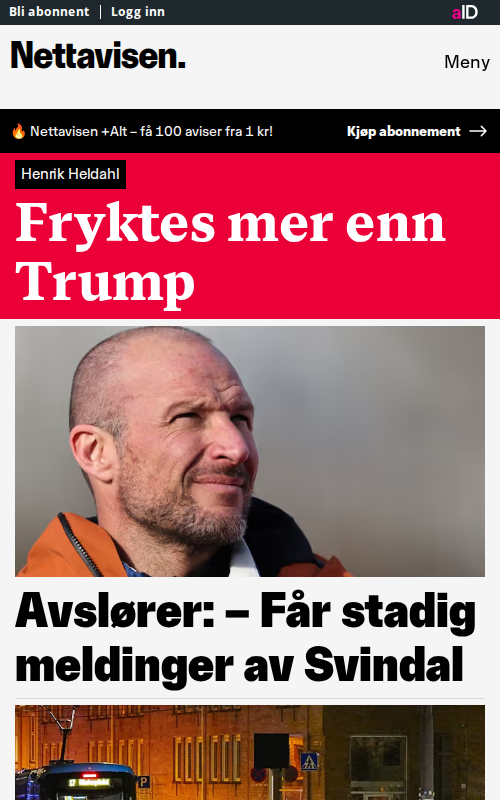 Bli abonnent | Logg inn
aID
Nettavisen.
Meny
🔥 Nettavisen +Alt – få 100 aviser fra 1 kr!
Kjøp abonnement →
Henrik Heldahl
Fryktes mer enn
Trump
Avslører: – Får stadig
meldinger av Svindal